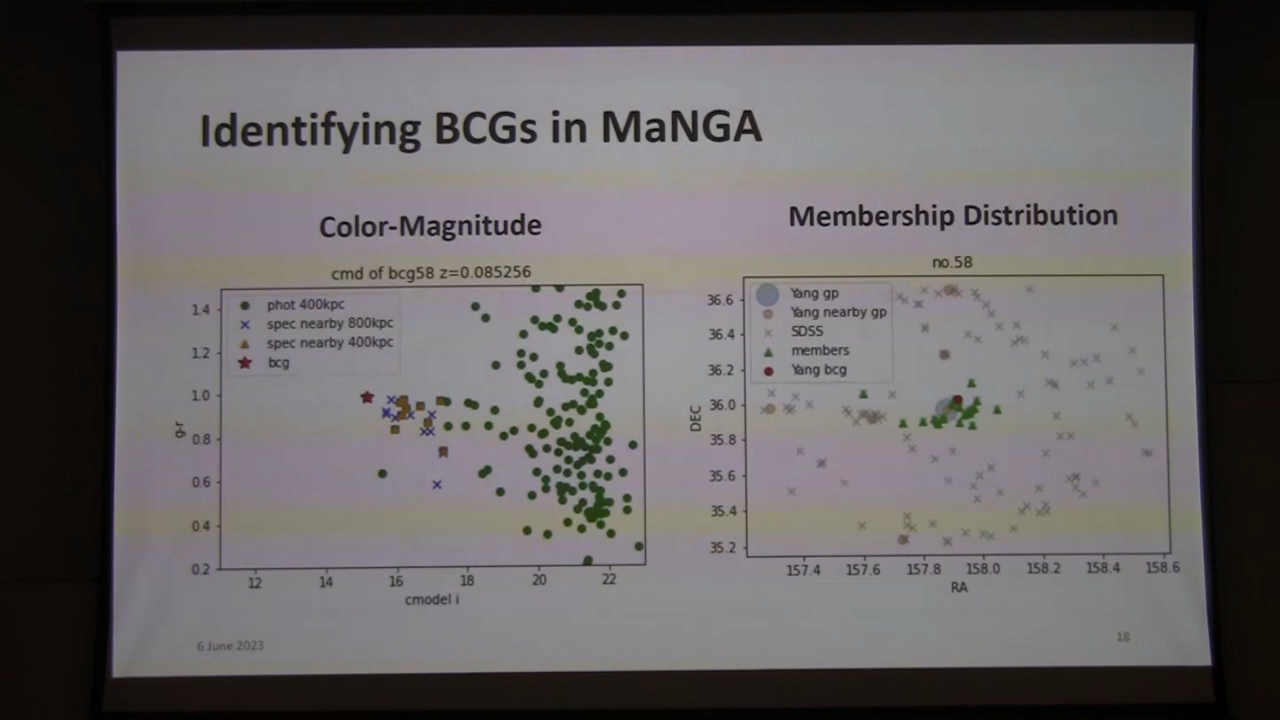 Identifying BCGs in MaNGA
Color-Magnitude
cmd of bcg58 z=0.085256
phot 400kpc
spec nearby 800kpc
spec nearby 400kpc
bcg
g-r
1.4
1.2
1.0
0.8
0.6
0.4
0.2
12 14 16 18 20 22
cmodel i
Membership Distribution
no.58
Yang gp
Yang nearby gp
SDSS
members
Yang bcg
DEC
36.6
36.4
36.2
36.0
35.8
35.6
35.4
35.2
157.4 157.6 157.8 158.0 158.2 158.4 158.6
RA
6 June 2023
18